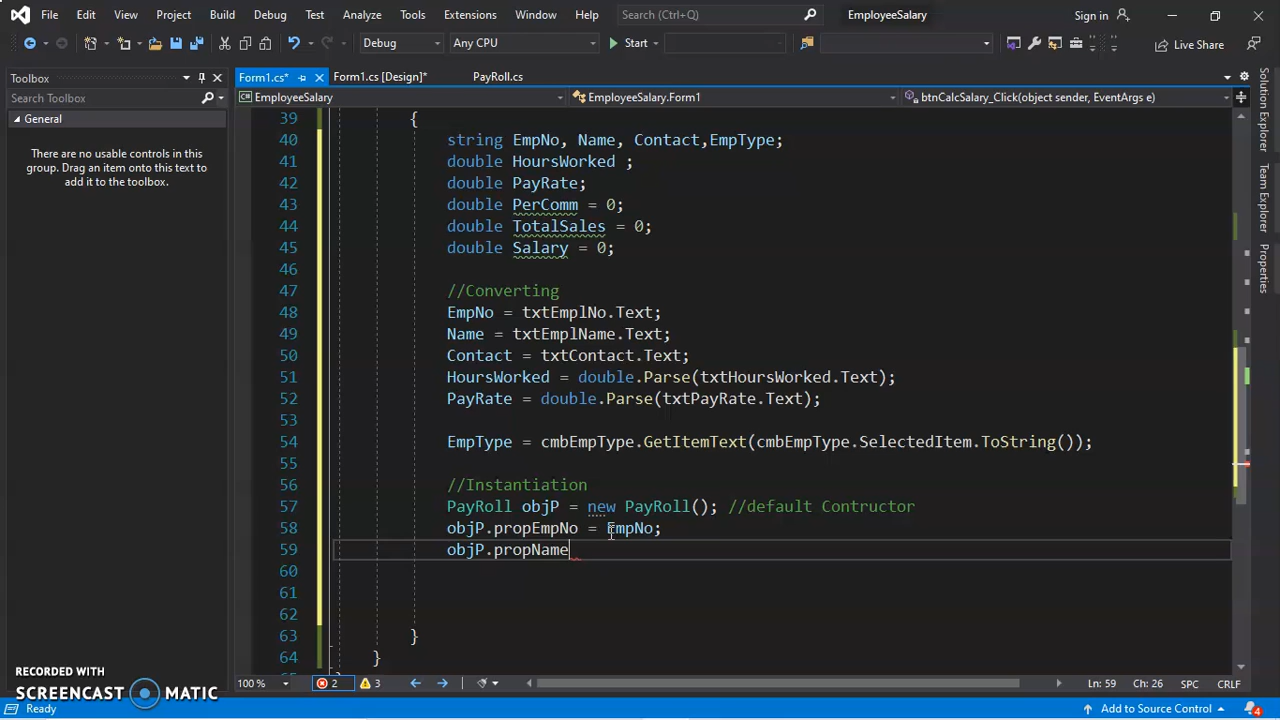 File Edit View Project Build Debug Test Analyze Tools Extensions Window Help Search (Ctrl+Q) EmployeeSalary Sign in
Debug Any CPU Start Live Share
Toolbox Form1.cs* Form1.cs [Design]* PayRoll.cs
Search Toolbox EmployeeSalary EmployeeSalary.Form1 btnCalcSalary_Click(object sender, EventArgs e)
General
There are no usable controls in this
group. Drag an item onto this text to
add it to the toolbox.
39 {
40 string EmpNo, Name, Contact,EmpType;
41 double HoursWorked ;
42 double PayRate;
43 double PerComm = 0;
44 double TotalSales = 0;
45 double Salary = 0;
46
47 //Converting
48 EmpNo = txtEmplNo.Text;
49 Name = txtEmplName.Text;
50 Contact = txtContact.Text;
51 HoursWorked = double.Parse(txtHoursWorked.Text);
52 PayRate = double.Parse(txtPayRate.Text);
53
54 EmpType = cmbEmpType.GetItemText(cmbEmpType.SelectedItem.ToString());
55
56 //Instantiation
57 PayRoll objP = new PayRoll(); //default Contructor
58 objP.propEmpNo = EmpNo;
59 objP.propName
60
61
62
63 }
64 }
Solution Explorer
Team Explorer
Properties
100 % 2 3 Ln: 59 Ch: 26 SPC CRLF
Ready Add to Source Control 4
RECORDED WITH
SCREENCAST MATIC